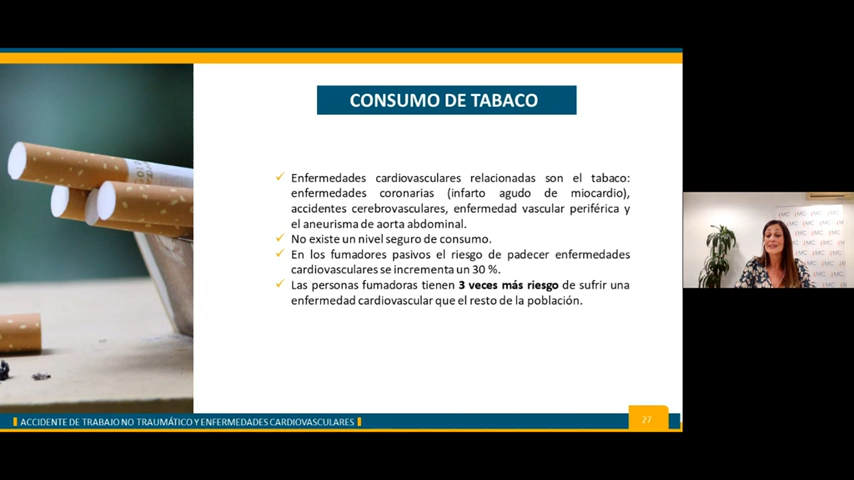 CONSUMO DE TABACO
Enfermedades cardiovasculares relacionadas son el tabaco:
enfermedades coronarias (infarto agudo de miocardio),
accidentes cerebrovasculares, enfermedad vascular periférica y
el aneurisma de aorta abdominal.
No existe un nivel seguro de consumo.
En los fumadores pasivos el riesgo de padecer enfermedades
cardiovasculares se incrementa un 30 %.
Las personas fumadoras tienen 3 veces más riesgo de sufrir una
enfermedad cardiovascular que el resto de la población.
ACCIDENTE DE TRABAJO NO TRAUMÁTICO Y ENFERMEDADES CARDIOVASCULARES
27